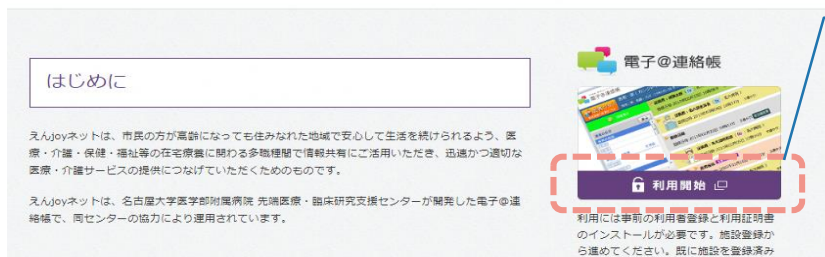 はじめに
えんjoyネットは、市民の方が高齢になっても住みなれた地域で安心して生活を続けられるよう、医
療・介護・保健・福祉等の在宅療養に関わる多職種間で情報共有にご活用いただき、迅速かつ適切な
医療・介護サービスの提供につなげていただくためのものです。
えんjoyネットは、名古屋大学医学部附属病院 先端医療・臨床研究支援センターが開発した電子@連
絡帳で、同センターの協力により運用されています。
電子@連絡帳
利用開始
利用には事前の利用者登録と利用証明書
のインストールが必要です。施設登録か
ら進めてください。既に施設を登録済み